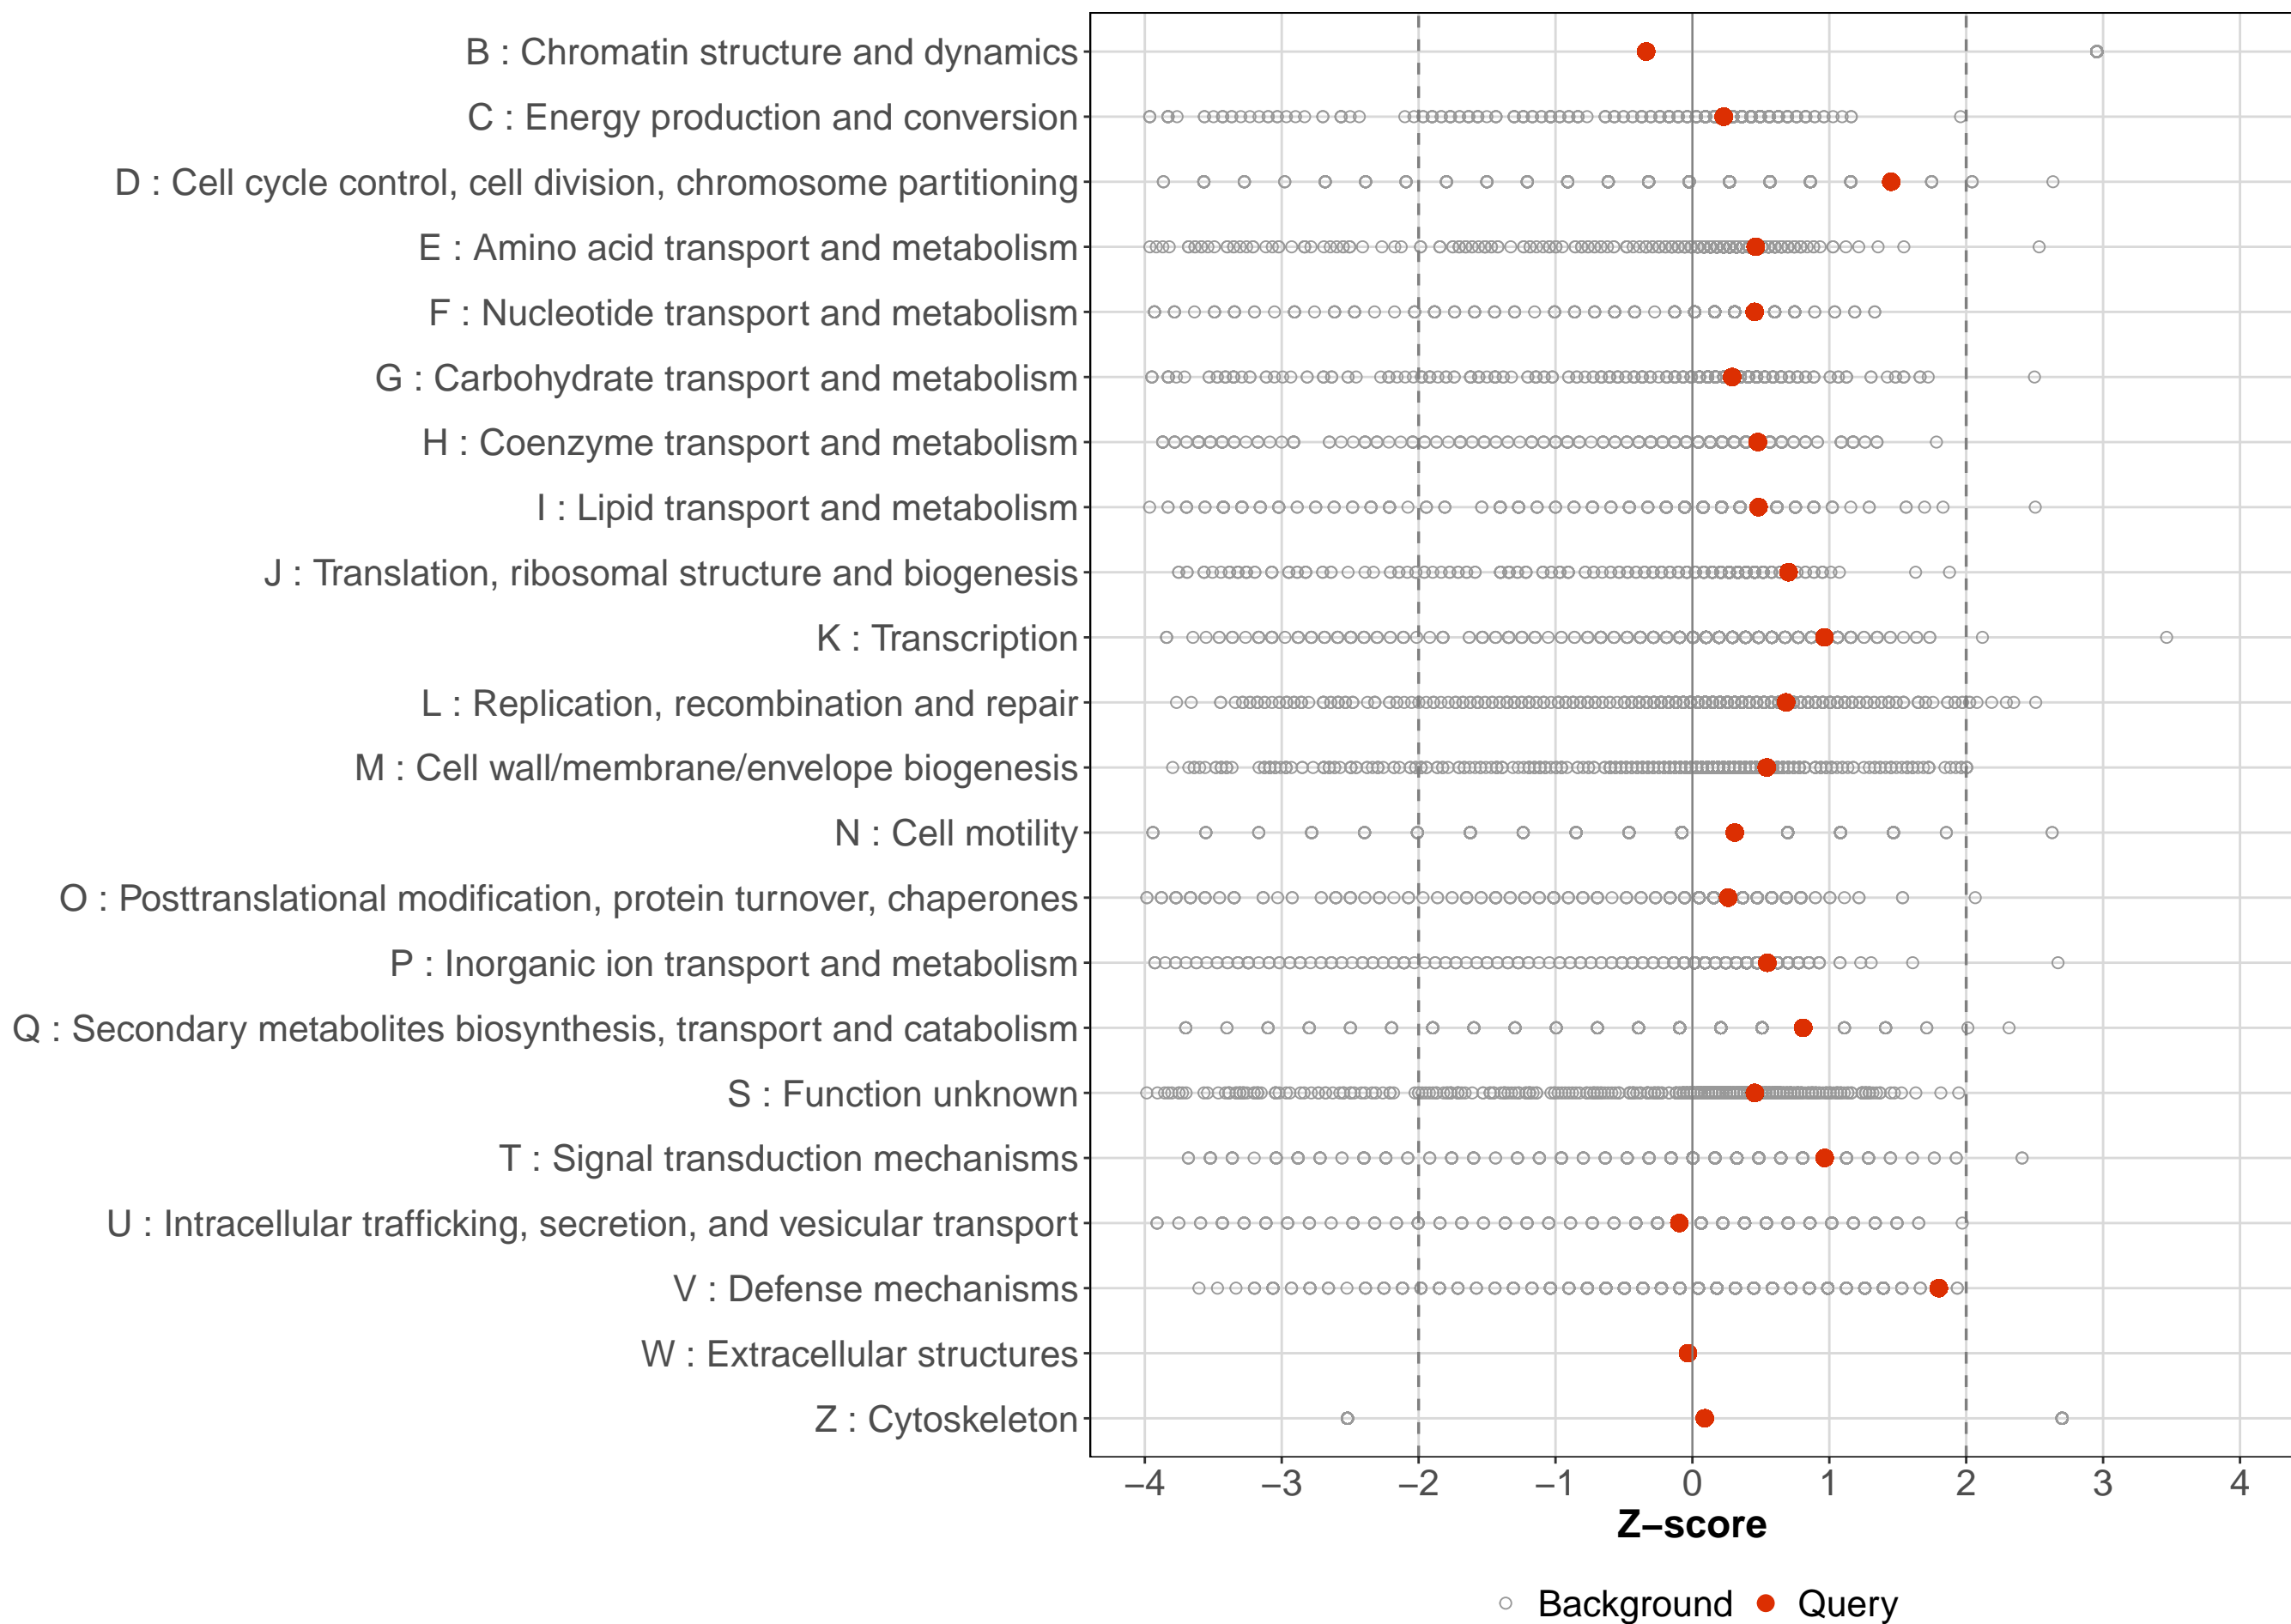 B : Chromatin structure and dynamics
C : Energy production and conversion
D : Cell cycle control, cell division, chromosome partitioning
E : Amino acid transport and metabolism
F : Nucleotide transport and metabolism
G : Carbohydrate transport and metabolism
H : Coenzyme transport and metabolism
I : Lipid transport and metabolism
J : Translation, ribosomal structure and biogenesis
K : Transcription
L : Replication, recombination and repair
M : Cell wall/membrane/envelope biogenesis
N : Cell motility
O : Posttranslational modification, protein turnover, chaperones
P : Inorganic ion transport and metabolism
Q : Secondary metabolites biosynthesis, transport and catabolism
S : Function unknown
T : Signal transduction mechanisms
U : Intracellular trafficking, secretion, and vesicular transport
V : Defense mechanisms
W : Extracellular structures
Z : Cytoskeleton
−4 −3 −2 −1 0 1 2 3 4
Z−score
Background Query